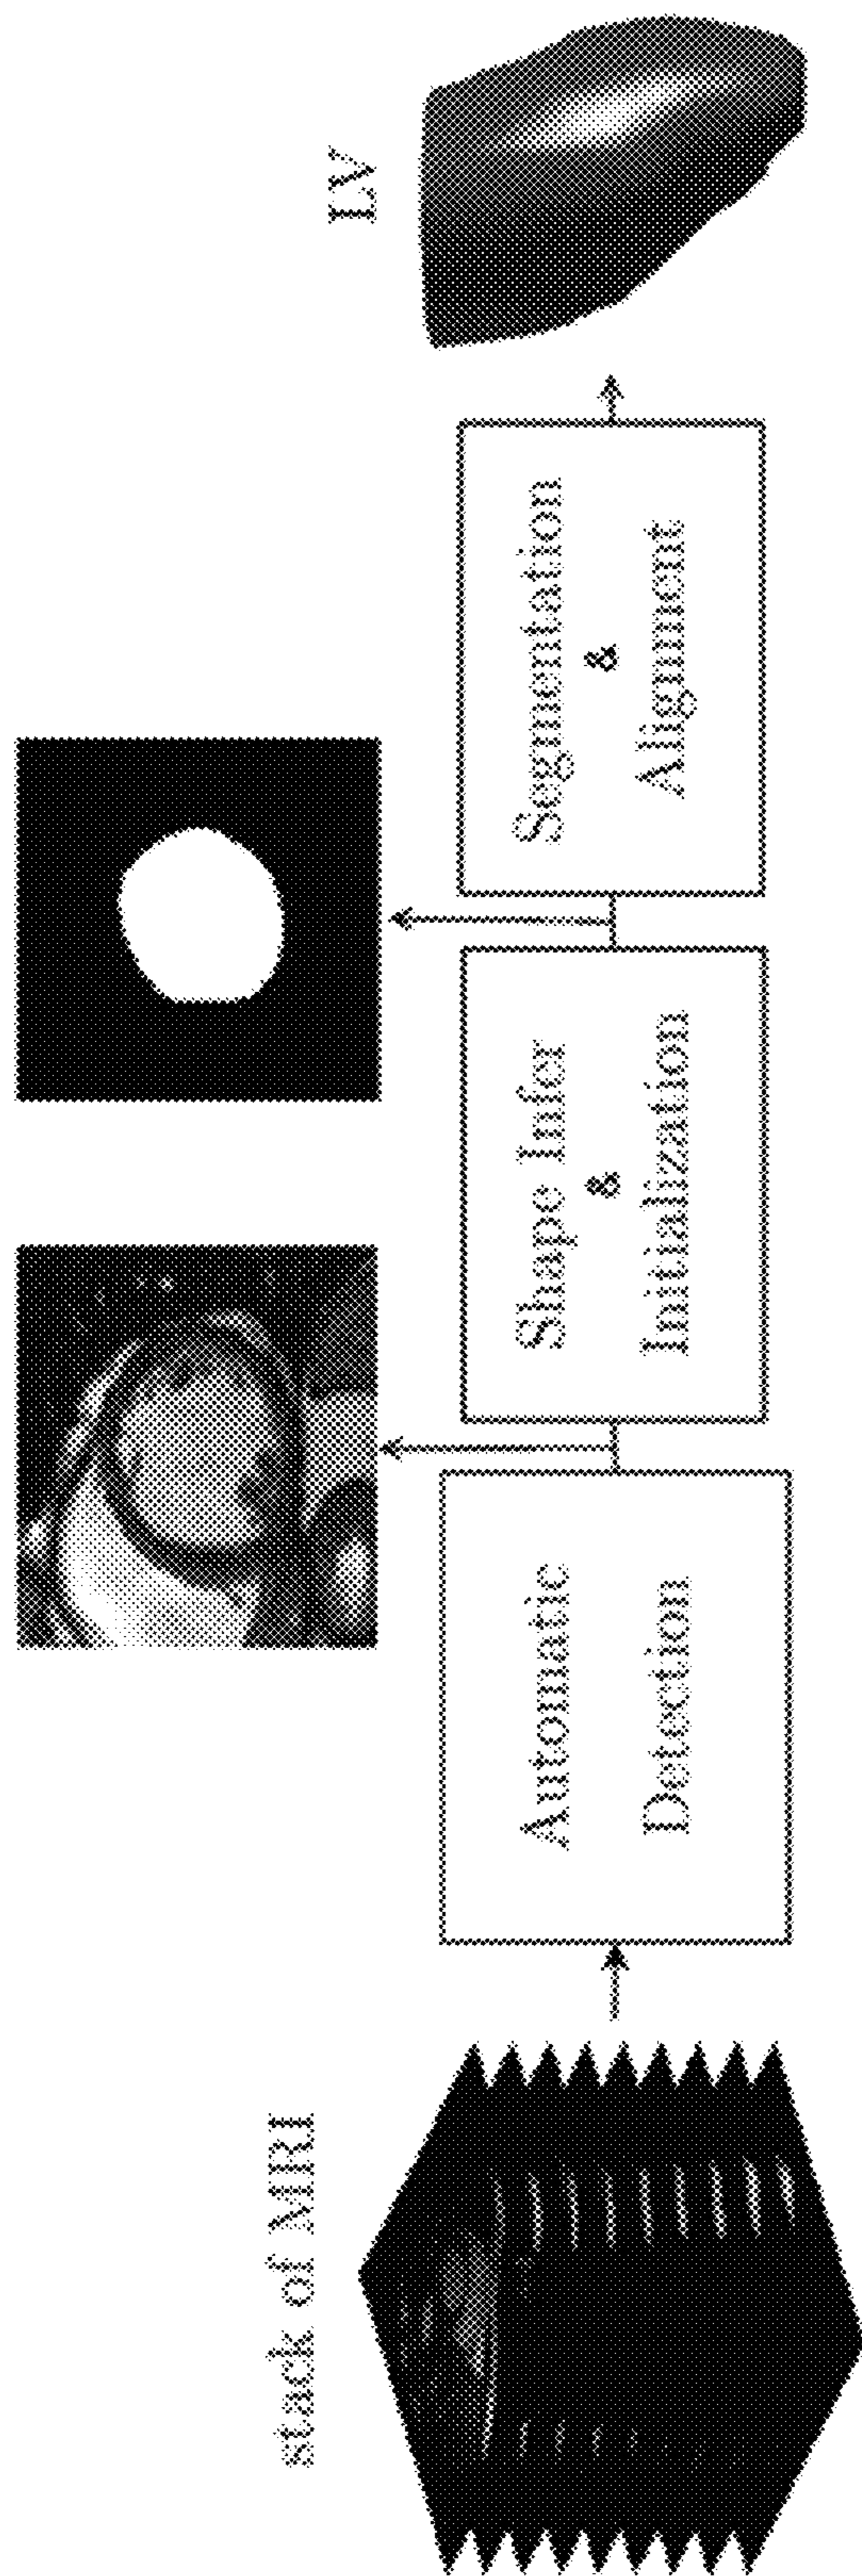 stack of MRI
Automatic
Detection
Shape Infer
&
Initialization
Segmentation
&
Alignment
LV